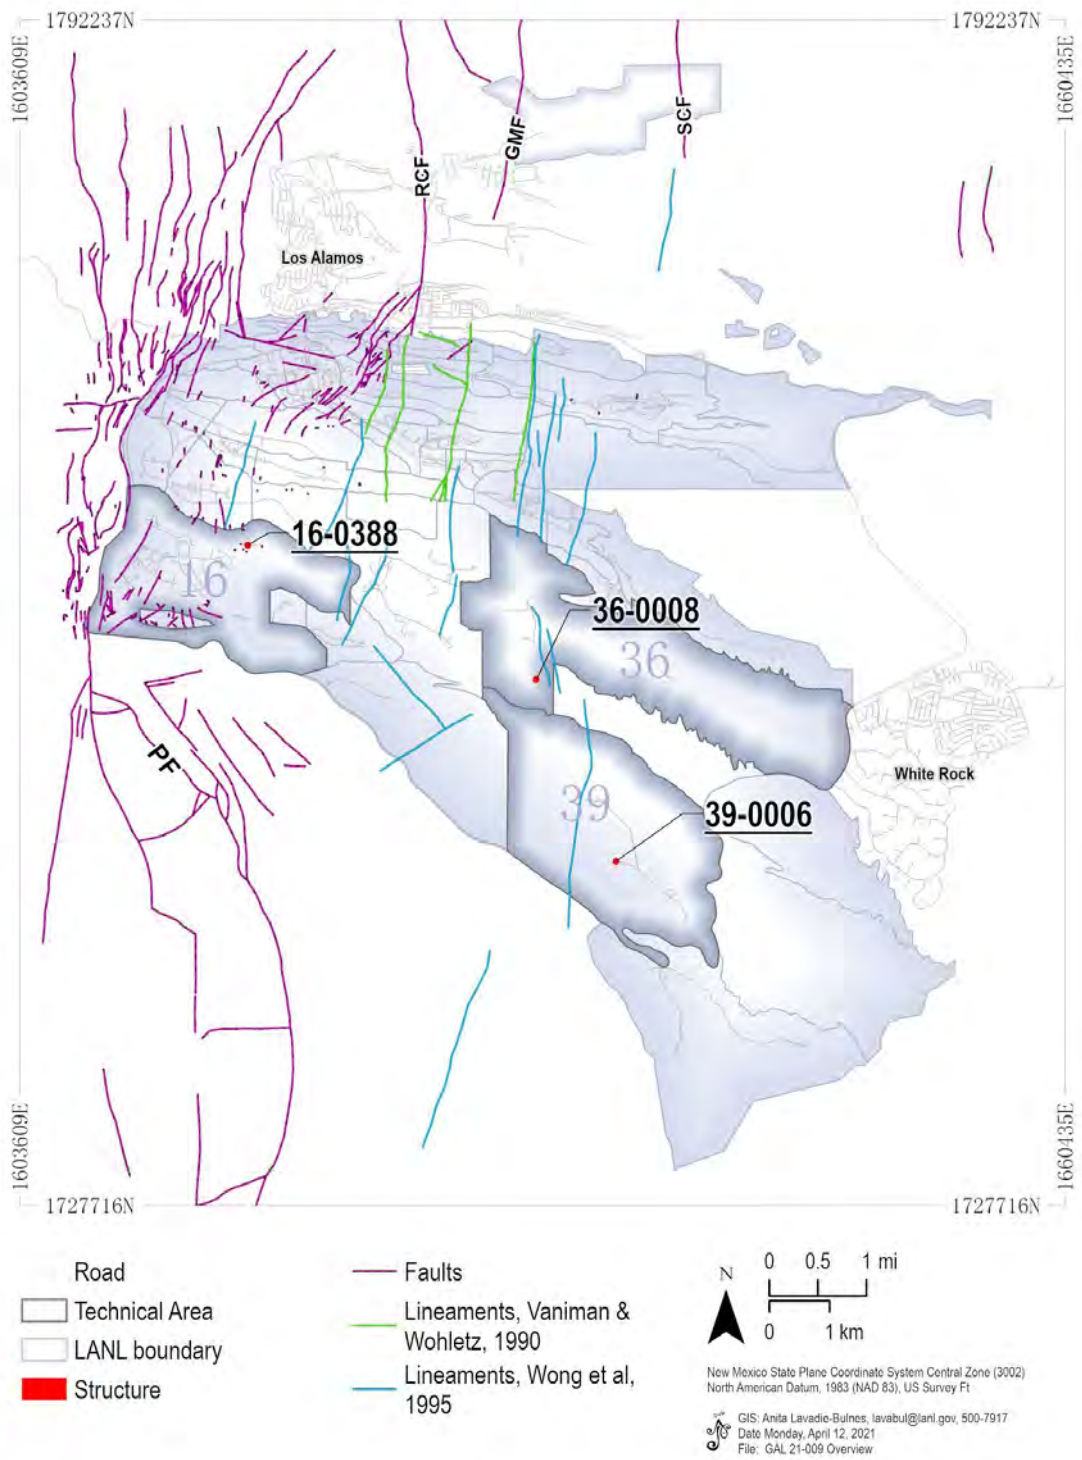 1792237N
1792237N
1603609E
1660435E
SCF
GMF
RCF
Los Alamos
16-0388
16
36-0008
36
PF
White Rock
39
39-0006
1603609E
1660435E
1727716N
1727716N
Road
Technical Area
LANL boundary
Structure
Faults
Lineaments, Vaniman &
Wohletz, 1990
Lineaments, Wong et al,
1995
N
0 0.5 1 mi
0 1 km
New Mexico State Plane Coordinate System Central Zone (3002)
North American Datum, 1983 (NAD 83), US Survey Ft
GIS: Anita Lavadie-Bulnes, lavabul@lanl.gov, 500-7917
Date Monday, April 12, 2021
File: GAL 21-009 Overview